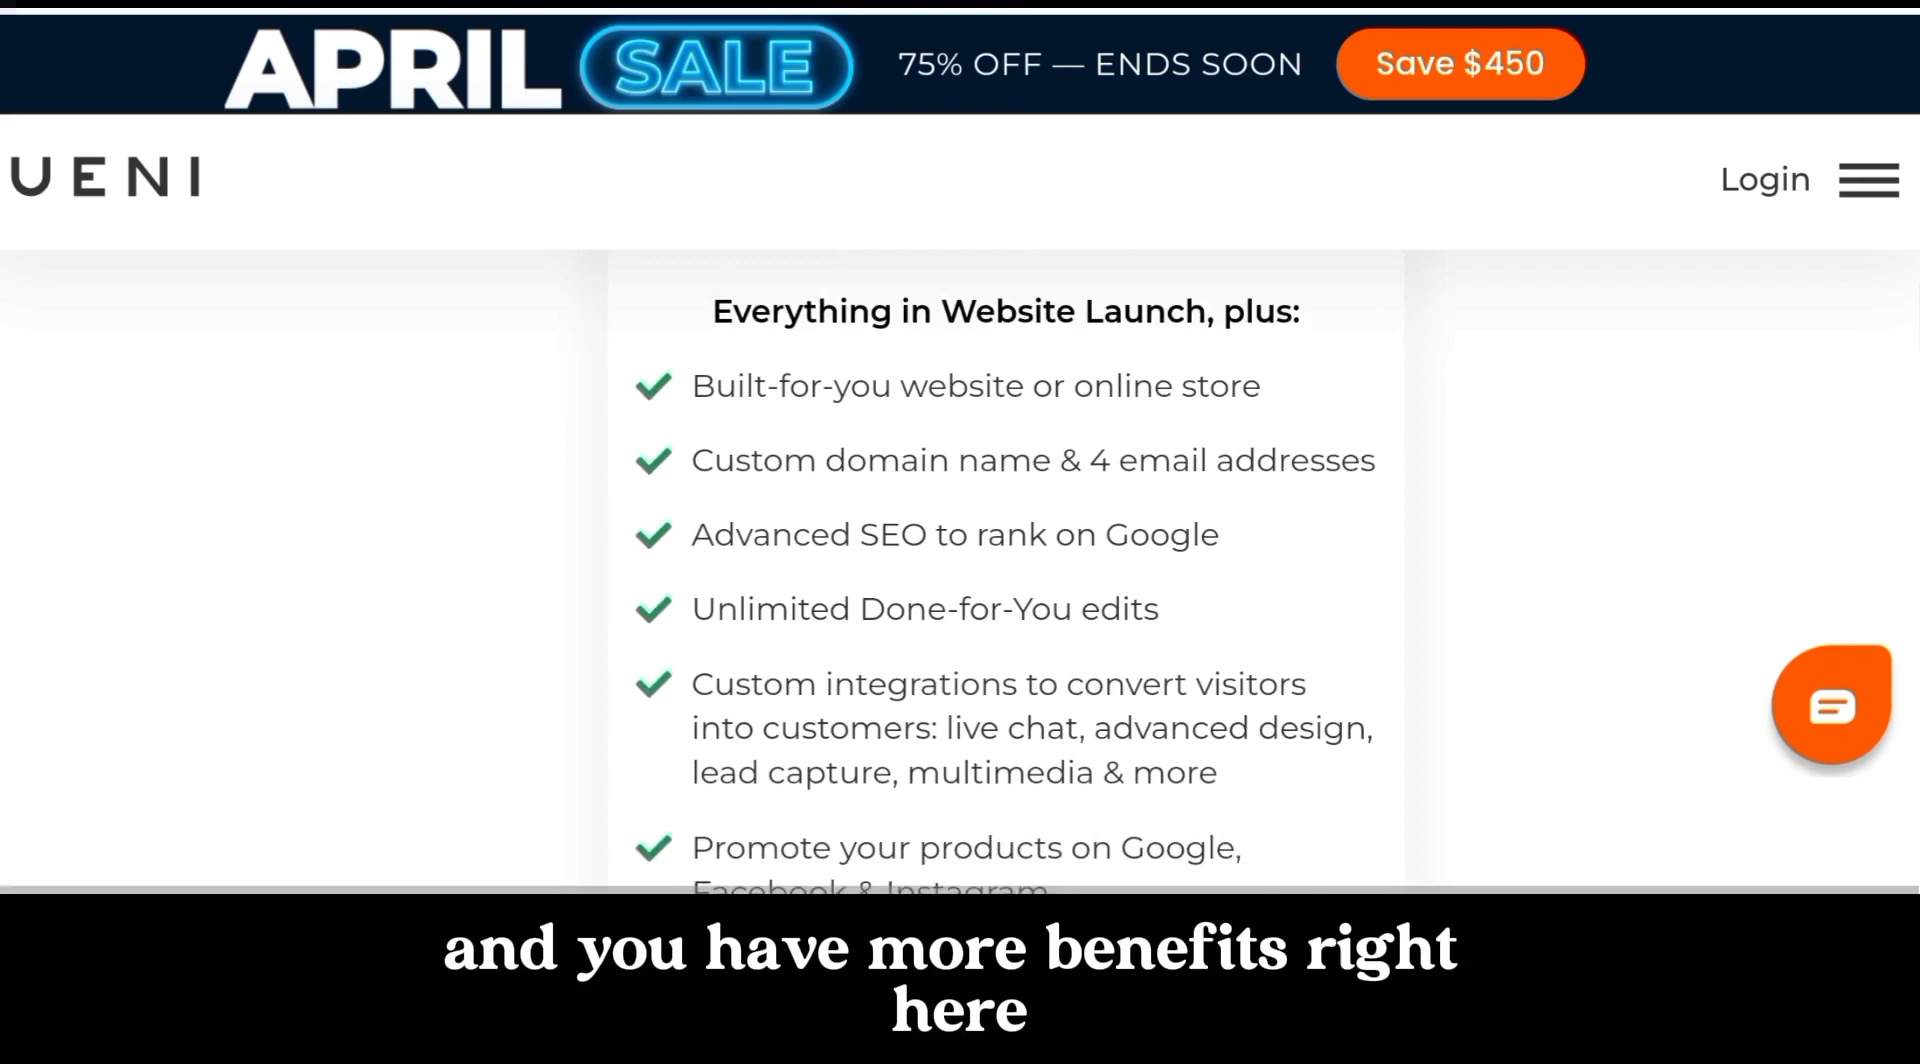 APRIL SALE 75% OFF — ENDS SOON Save $450
UENI Login
Everything in Website Launch, plus:
Built-for-you website or online store
Custom domain name & 4 email addresses
Advanced SEO to rank on Google
Unlimited Done-for-You edits
Custom integrations to convert visitors
into customers: live chat, advanced design,
lead capture, multimedia & more
Promote your products on Google,
Facebook & Instagram
and you have more benefits right
here